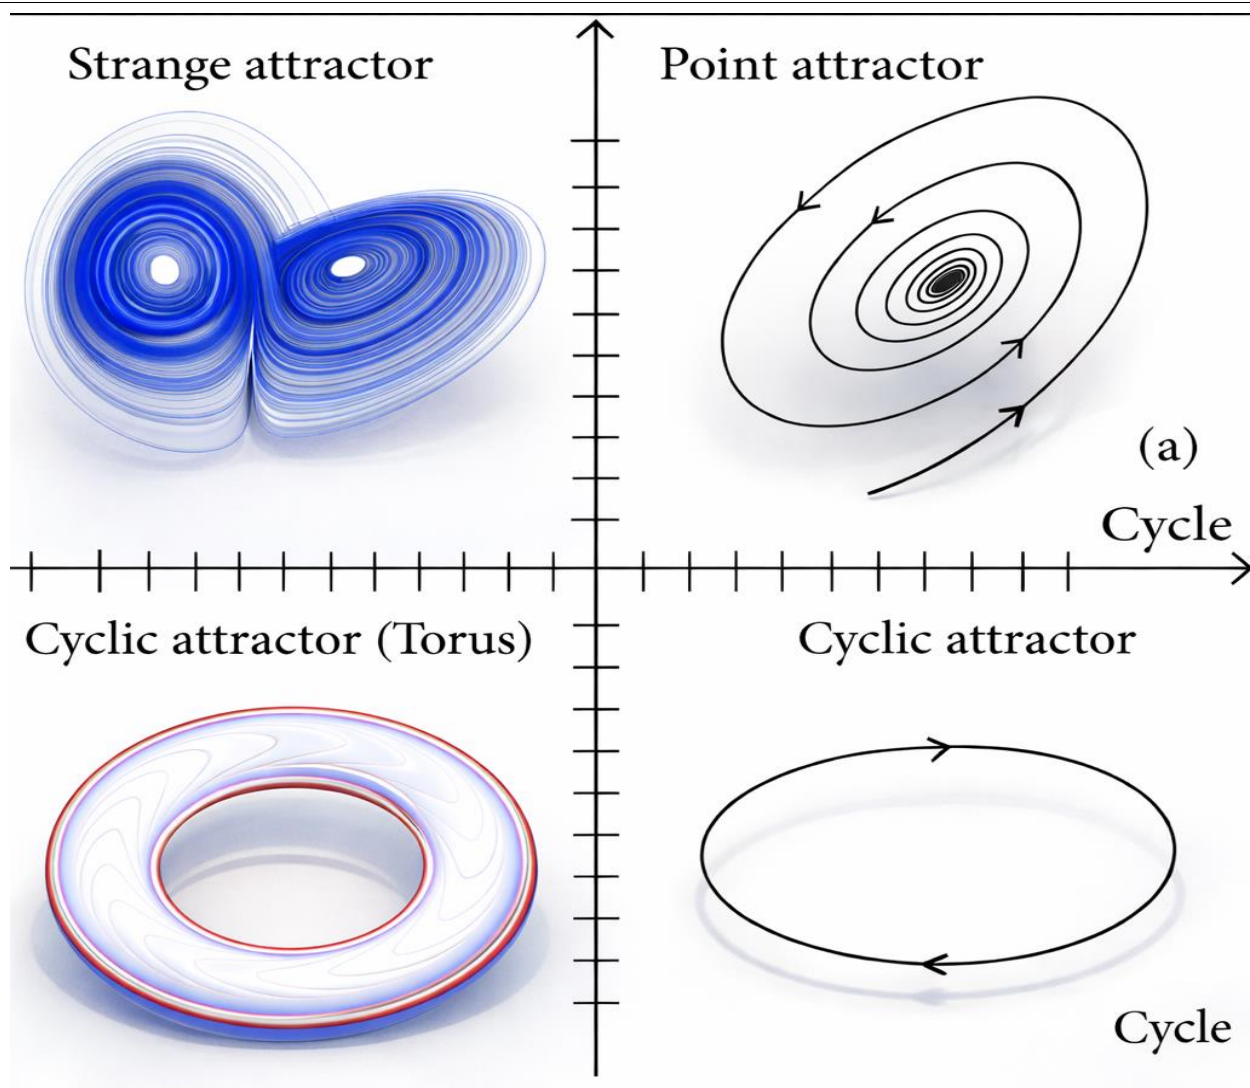 Strange attractor
Point attractor
(a)
Cycle
Cyclic attractor (Torus)
Cyclic attractor
Cycle